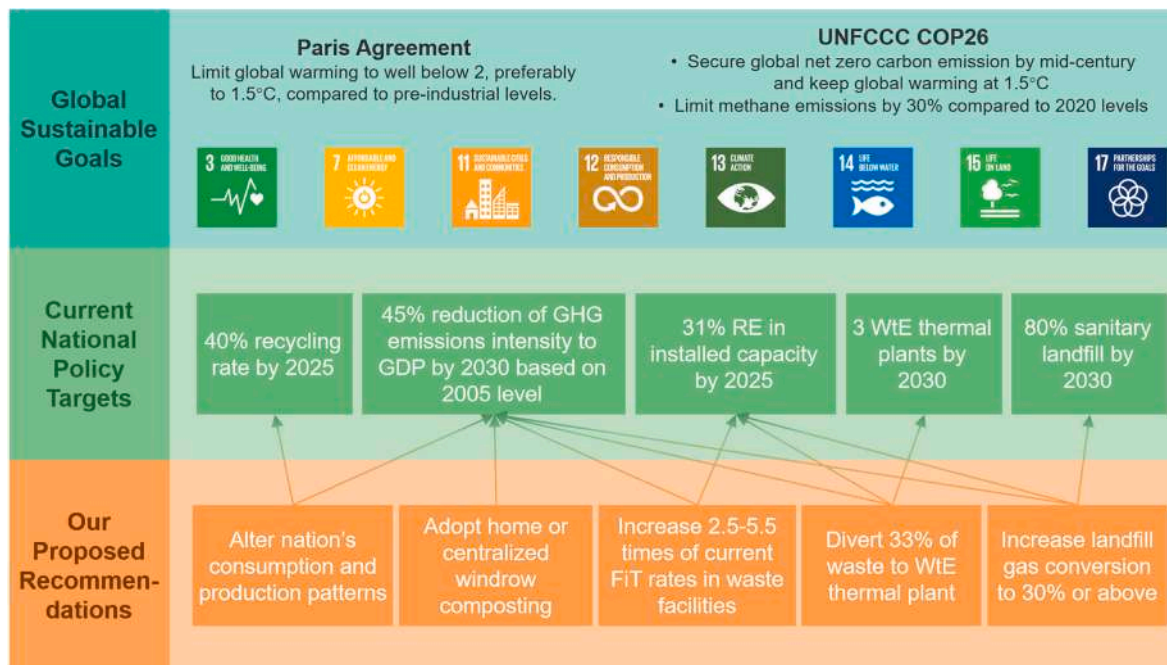 Global
Sustainable
Goals
Paris Agreement
Limit global warming to well below 2, preferably
to 1.5°C, compared to pre-industrial levels.
UNFCCC COP26
• Secure global net zero carbon emission by mid-century
and keep global warming at 1.5°C
• Limit methane emissions by 30% compared to 2020 levels
3 GOOD HEALTH
AND WELL-BEING
7 AFFORDABLE AND
CLEAN ENERGY
11 SUSTAINABLE CITIES
AND COMMUNITIES
12 RESPONSIBLE
CONSUMPTION
AND PRODUCTION
13 CLIMATE
ACTION
14 LIFE
BELOW WATER
15 LIFE
ON LAND
17 PARTNERSHIPS
FOR THE GOALS
Current
National
Policy
Targets
40% recycling
rate by 2025
45% reduction of GHG
emissions intensity to
GDP by 2030 based on
2005 level
31% RE in
installed capacity
by 2025
3 WtE thermal
plants by
2030
80% sanitary
landfill by
2030
Our
Proposed
Recommen-
dations
Alter nation's
consumption and
production patterns
Adopt home or
centralized
windrow
composting
Increase 2.5-5.5
times of current
FiT rates in waste
facilities
Divert 33% of
waste to WtE
thermal plant
Increase landfill
gas conversion
to 30% or above